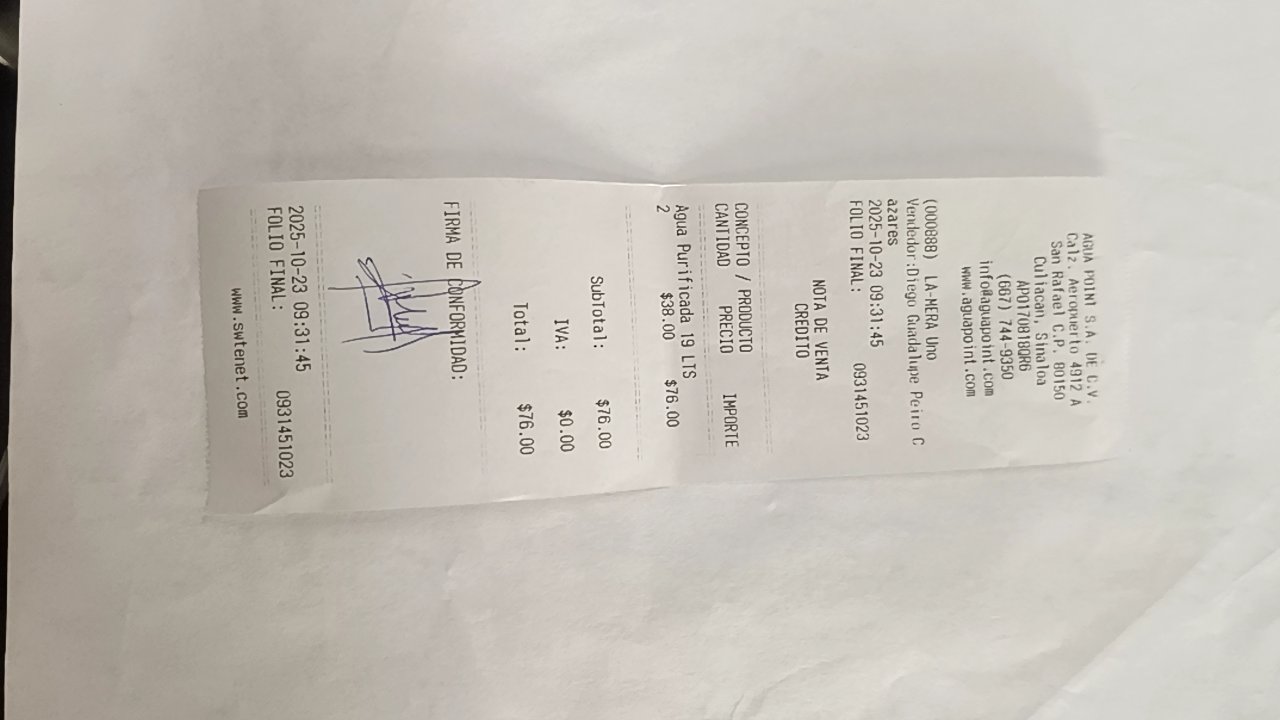 AGUA POINT S.A. DE C.V.
Calz. Aeropuerto 4912 A
San Rafael C.P. 80150
Culiacan, Sinaloa
APO170818QR6
(667) 744-9350
info@aguapoint.com
www.aguapoint.com
(000888) LA-NERA Uno
Vendedor:Diego Guadalupe Peiro C
azares
2025-10-23 09:31:45
FOLIO FINAL: 0931451023
NOTA DE VENTA
CREDITO
CONCEPTO / PRODUCTO
CANTIDAD PRECIO IMPORTE
Agua Purificada 19 LTS
2 $38.00 $76.00
SubTotal: $76.00
IVA: $0.00
Total: $76.00
FIRMA DE CONFORMIDAD:
2025-10-23 09:31:45
FOLIO FINAL: 0931451023
www.swtenet.com